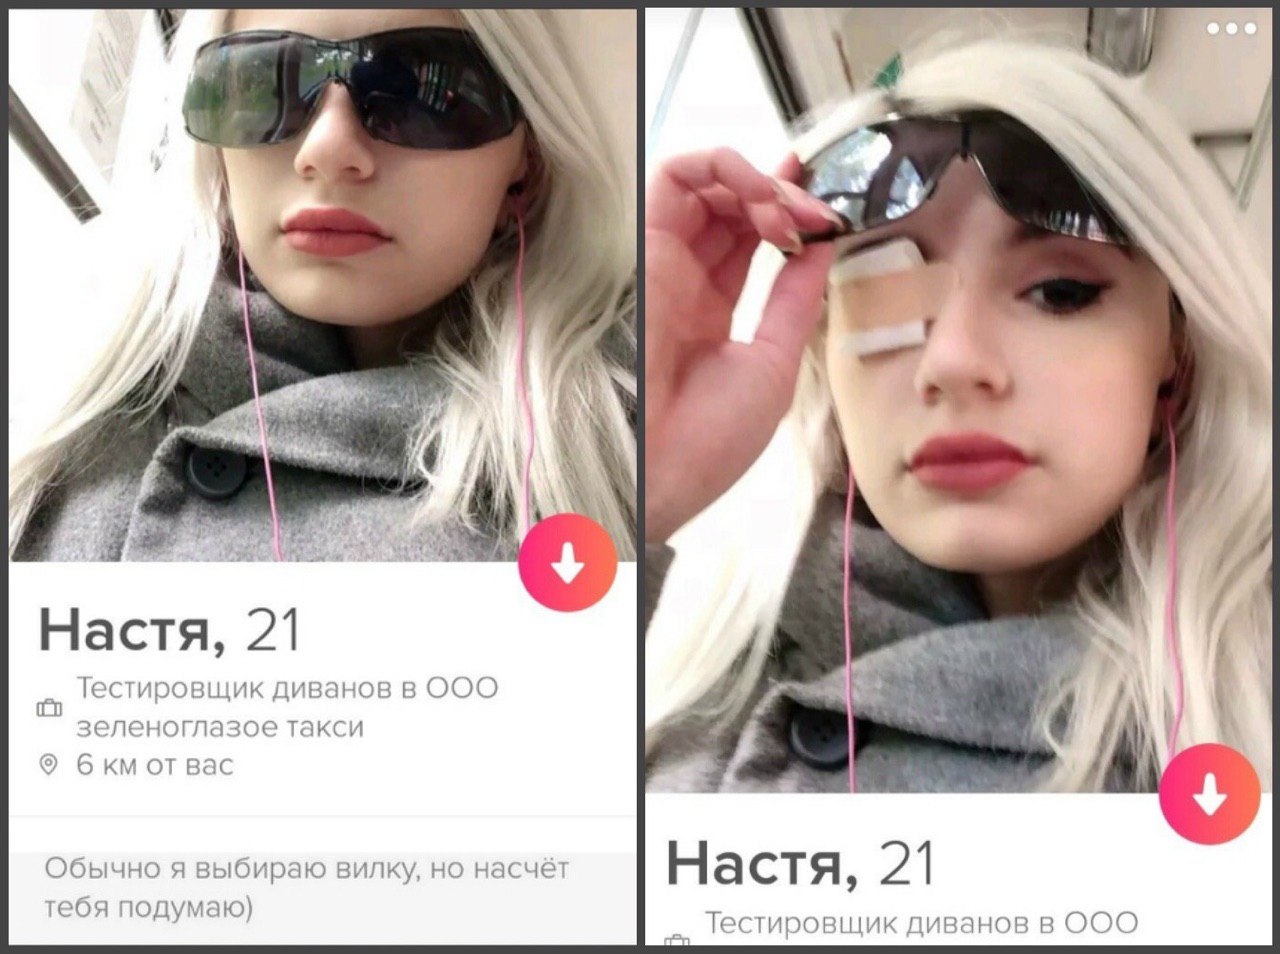 Настя, 21
Тестировщик диванов в ООО
зеленоглазое такси
6 км от вас
Обычно я выбираю вилку, но насчёт
тебя подумаю)
Настя, 21
Тестировщик диванов в ООО